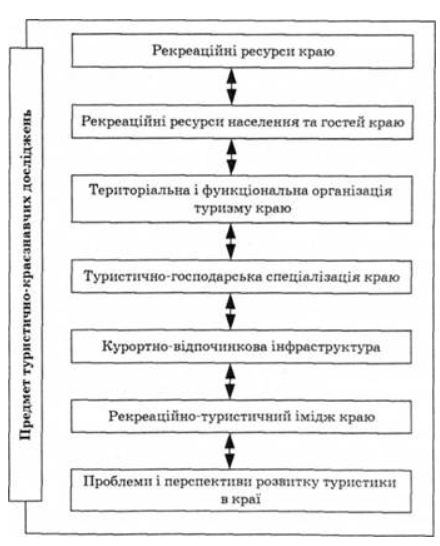 Предмет туристично-краєзнавчих досліджень
Рекреаційні ресурси краю
Рекреаційні ресурси населення та гостей краю
Територіальна і функціональна організація
туризму краю
Туристично-господарська спеціалізація краю
Курортно-відпочинкова інфраструктура
Рекреаційно-туристичний імідж краю
Проблеми і перспективи розвитку туристики
в краї